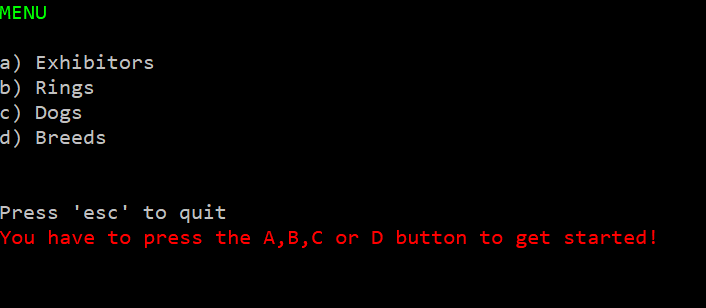 MENU
a) Exhibitors
b) Rings
c) Dogs
d) Breeds
Press 'esc' to quit
You have to press the A,B,C or D button to get started!